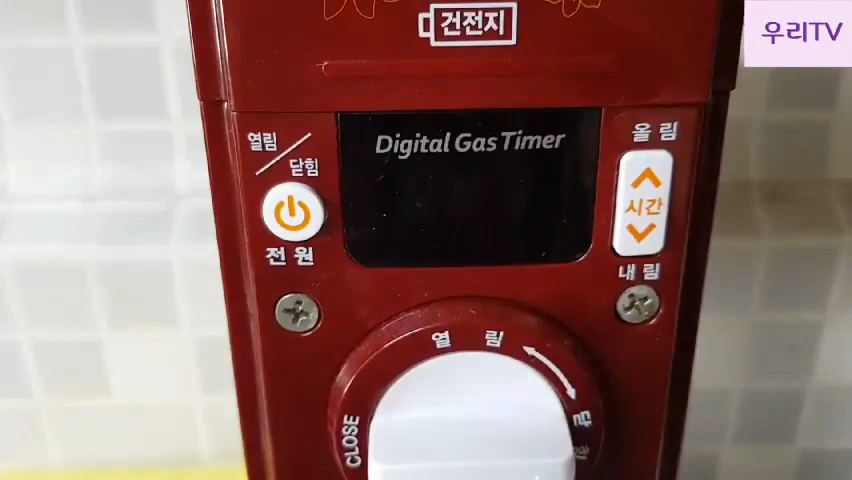 건전지
우리TV
Digital Gas Timer
열림
닫힘
전원
올림
시간
내림
열림
CLOSE